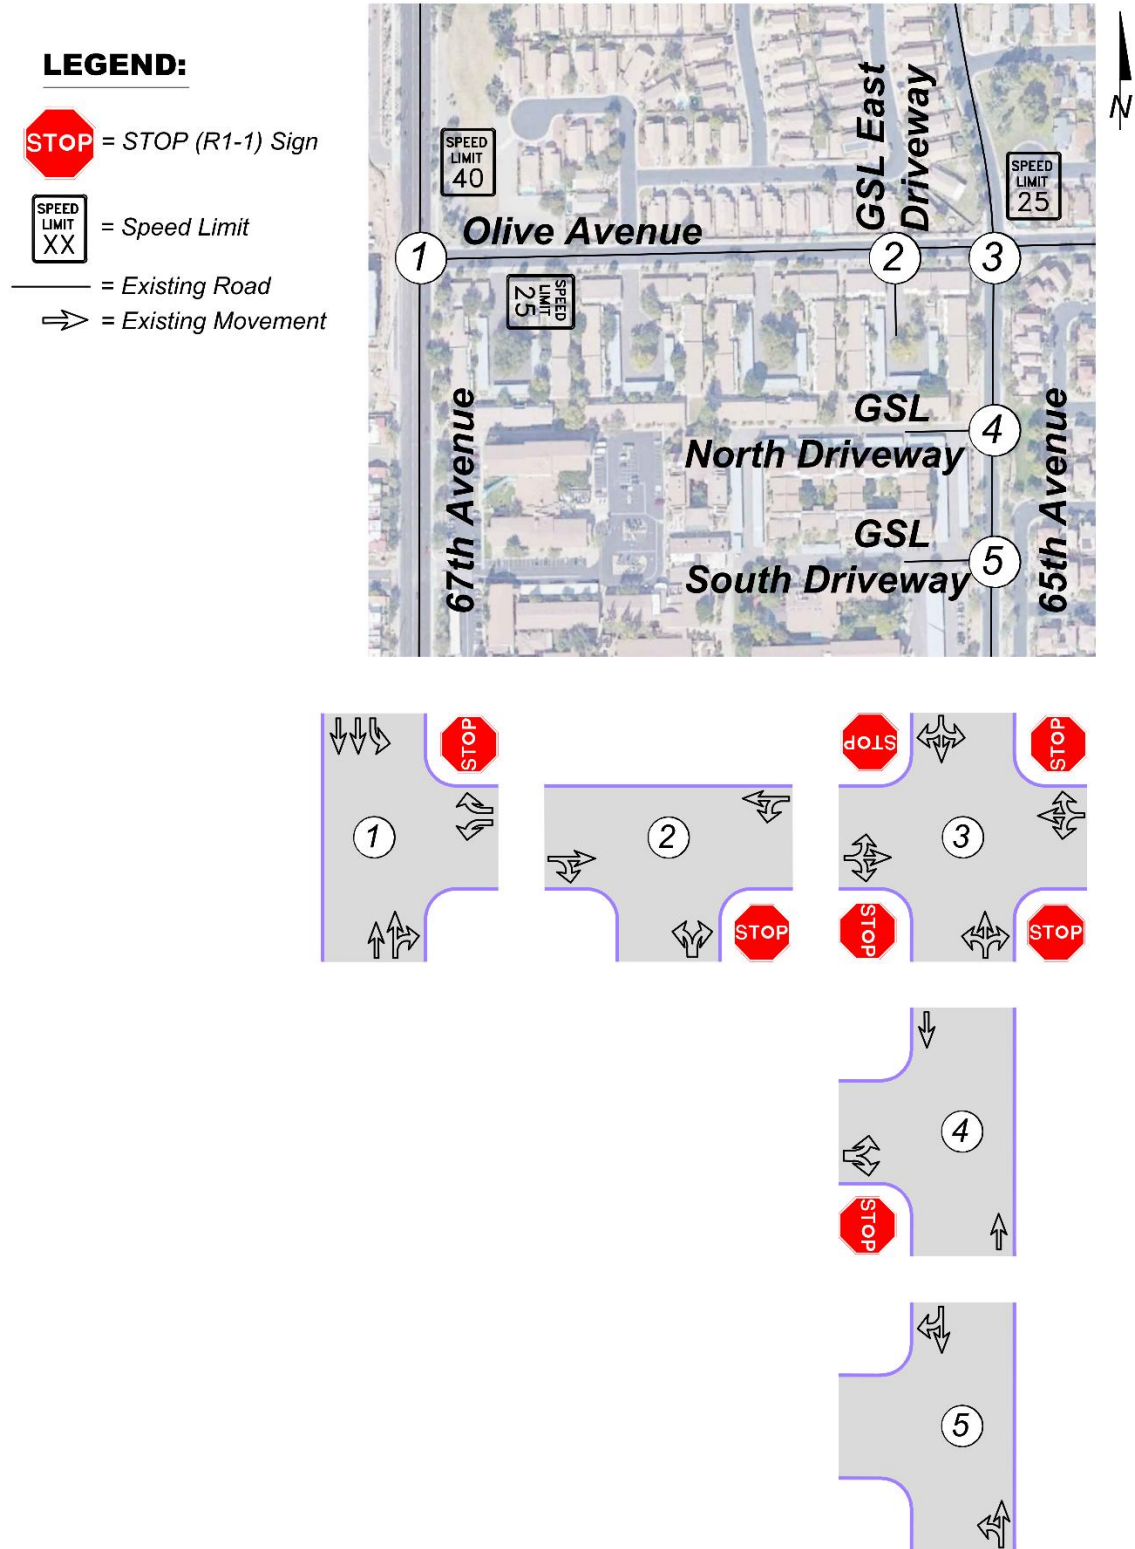 LEGEND:
STOP = STOP (R1-1) Sign
SPEED
LIMIT
XX
= Speed Limit
= Existing Road
= Existing Movement
N
SPEED
LIMIT
40
SPEED
LIMIT
25
SPEED
LIMIT
25
GSL East
Driveway
Olive Avenue
1
2
3
67th Avenue
65th Avenue
GSL
North Driveway
4
GSL
South Driveway
5
STOP
1
2
STOP
STOP
STOP
3
STOP
STOP
4
STOP
5